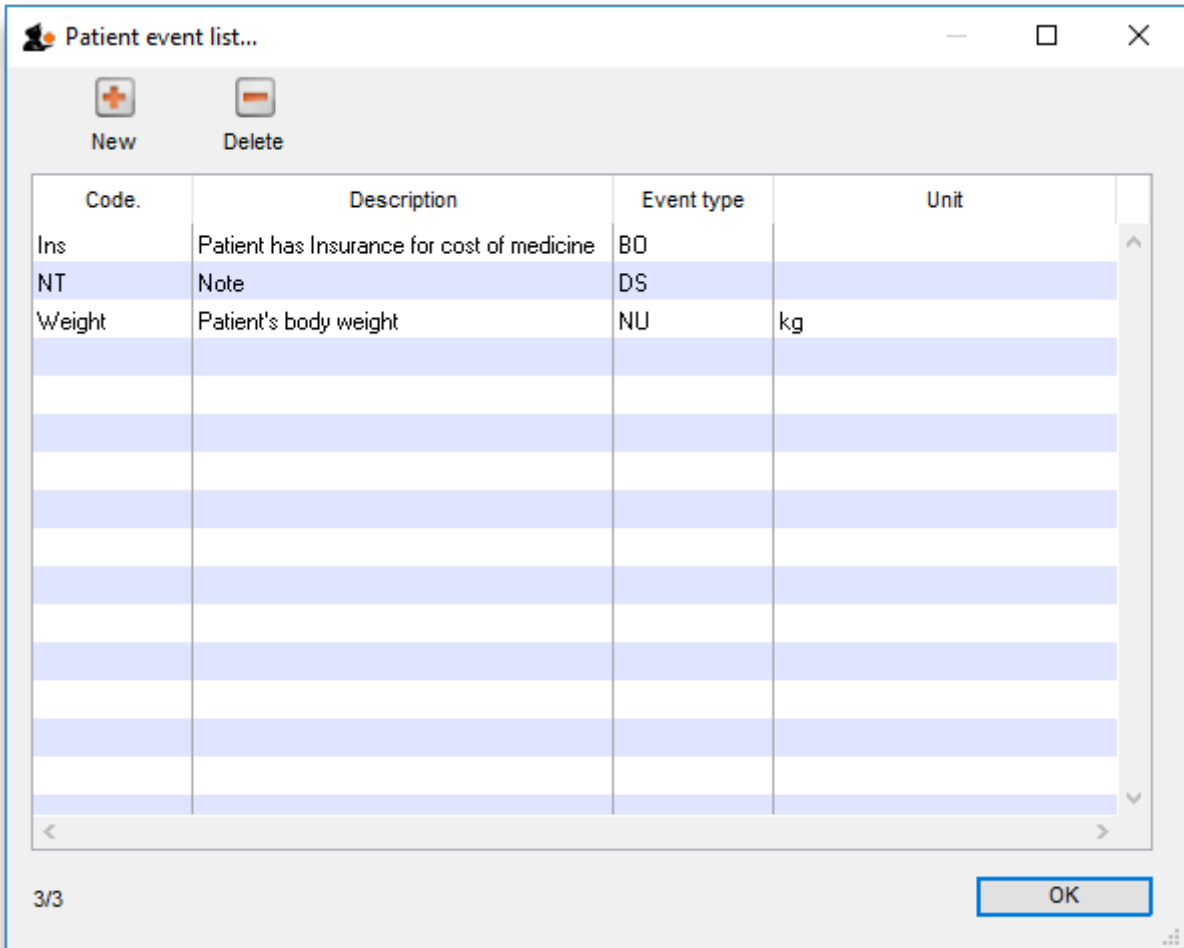 Patient event list...
New Delete
Code. Description Event type Unit
Ins Patient has Insurance for cost of medicine BO
NT Note DS
Weight Patient's body weight NU kg
3/3 OK